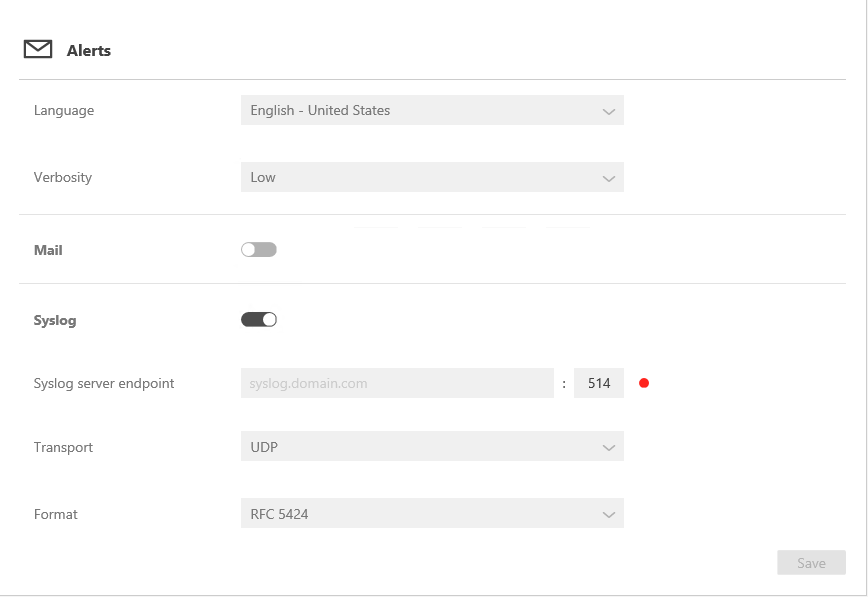 Alerts
Language English - United States
Verbosity Low
Mail
Syslog
Syslog server endpoint syslog.domain.com : 514
Transport UDP
Format RFC 5424
Save